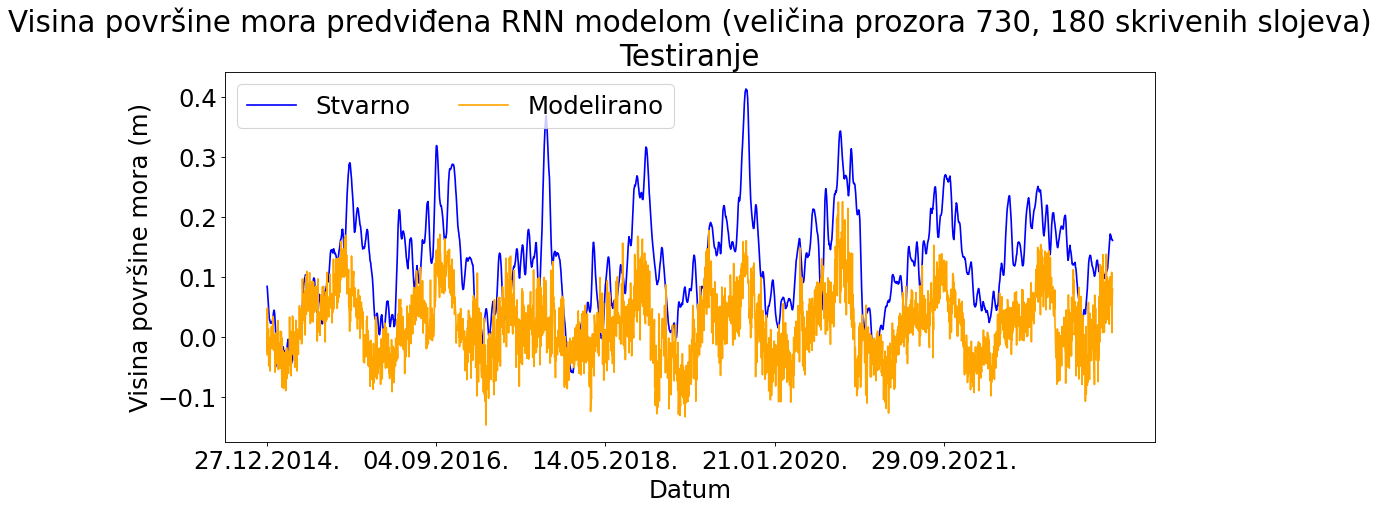 Visina površine mora predviđena RNN modelom (veličina prozora 730, 180 skrivenih slojeva)
Testiranje
Stvarno
Modelirano
Visina površine mora (m)
0.4
0.3
0.2
0.1
0.0
−0.1
27.12.2014. 04.09.2016. 14.05.2018. 21.01.2020. 29.09.2021.
Datum